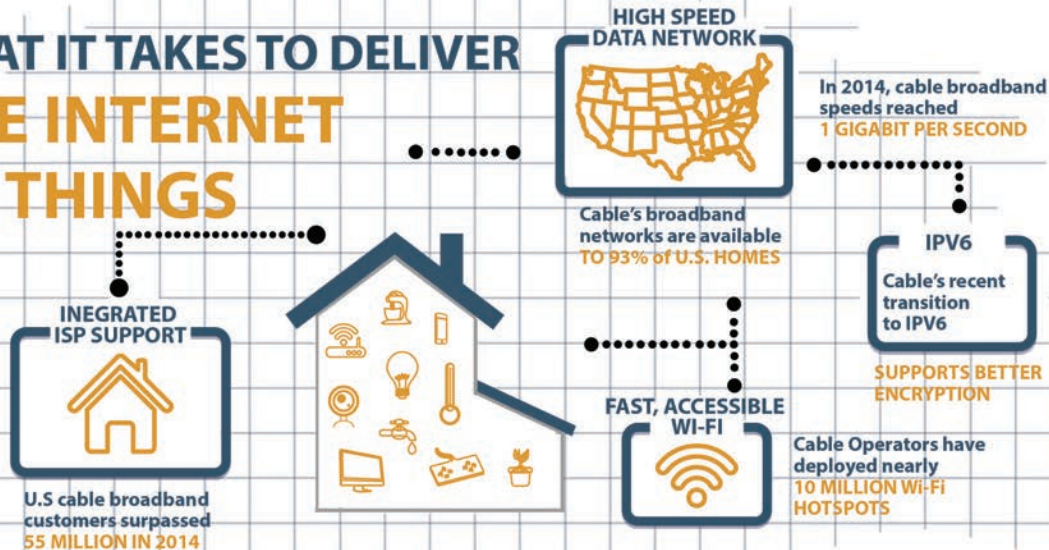 AT IT TAKES TO DELIVER
E INTERNET
THINGS
HIGH SPEED
DATA NETWORK
Cable's broadband
networks are available
TO 93% of U.S. HOMES
In 2014, cable broadband
speeds reached
1 GIGABIT PER SECOND
IPV6
Cable's recent
transition
to IPV6
SUPPORTS BETTER
ENCRYPTION
INEGRATED
ISP SUPPORT
U.S cable broadband
customers surpassed
55 MILLION IN 2014
FAST, ACCESSIBLE
WI-FI
Cable Operators have
deployed nearly
10 MILLION Wi-Fi
HOTSPOTS